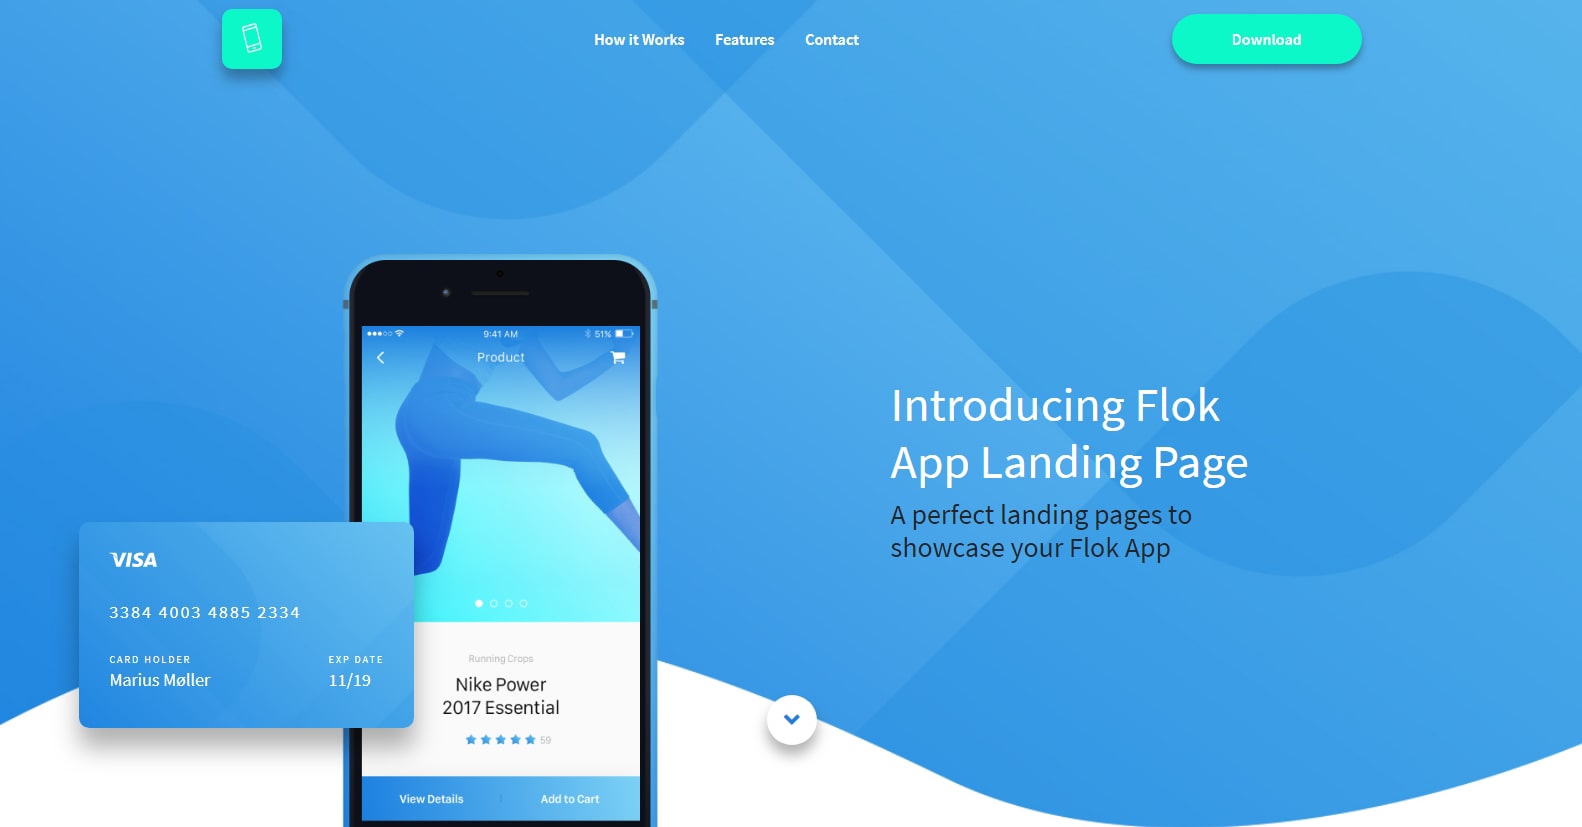 How it Works
Features
Contact
Download
9:41 AM
51%
Product
Introducing Flok
App Landing Page
A perfect landing pages to
showcase your Flok App
VISA
3384 4003 4885 2334
CARD HOLDER
EXP DATE
Marius Møller
11/19
Running Crops
Nike Power
2017 Essential
59
View Details
Add to Cart